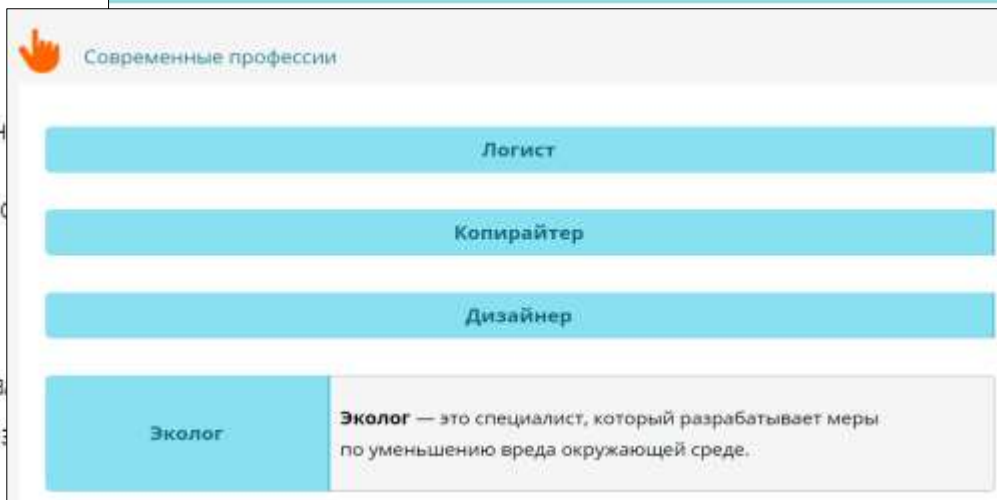 Современные профессии
Логист
Копирайтер
Дизайнер
Эколог
Эколог — это специалист, который разрабатывает меры
по уменьшению вреда окружающей среде.